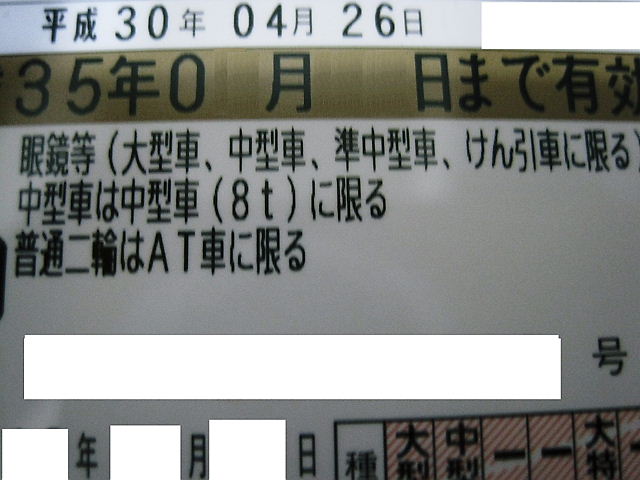 平成30年 04月 26日
35年0 月 日まで有効
眼鏡等(大型車、中型車、準中型車、けん引車に限る)
中型車は中型車(8t)に限る
普通二輪はAT車に限る
号
年 月 日 種 大型 中型 ー ー 大特